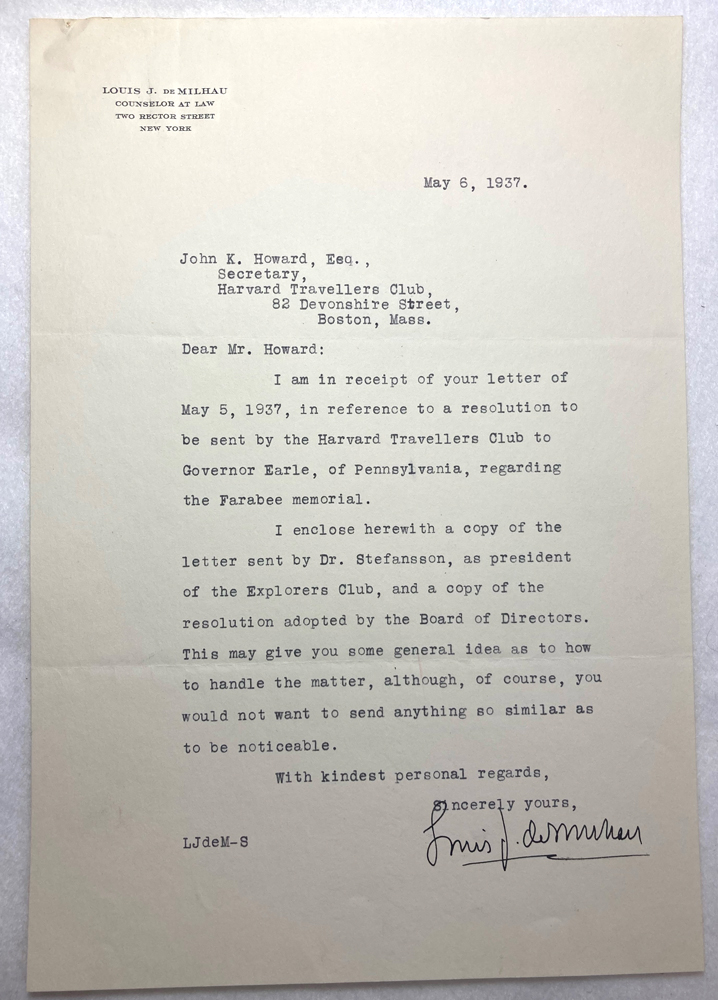 LOUIS J. DE MILHAU
COUNSELOR AT LAW
TWO RECTOR STREET
NEW YORK
May 6, 1937.
John K. Howard, Esq.,
Secretary,
Harvard Travellers Club,
82 Devonshire Street,
Boston, Mass.
Dear Mr. Howard:
I am in receipt of your letter of
May 5, 1937, in reference to a resolution to
be sent by the Harvard Travellers Club to
Governor Earle, of Pennsylvania, regarding
the Farabee memorial.
I enclose herewith a copy of the
letter sent by Dr. Stefansson, as president
of the Explorers Club, and a copy of the
resolution adopted by the Board of Directors.
This may give you some general idea as to how
to handle the matter, although, of course, you
would not want to send anything so similar as
to be noticeable.
With kindest personal regards,
Sincerely yours,
Louis J. de Milhau
LJdeM-S